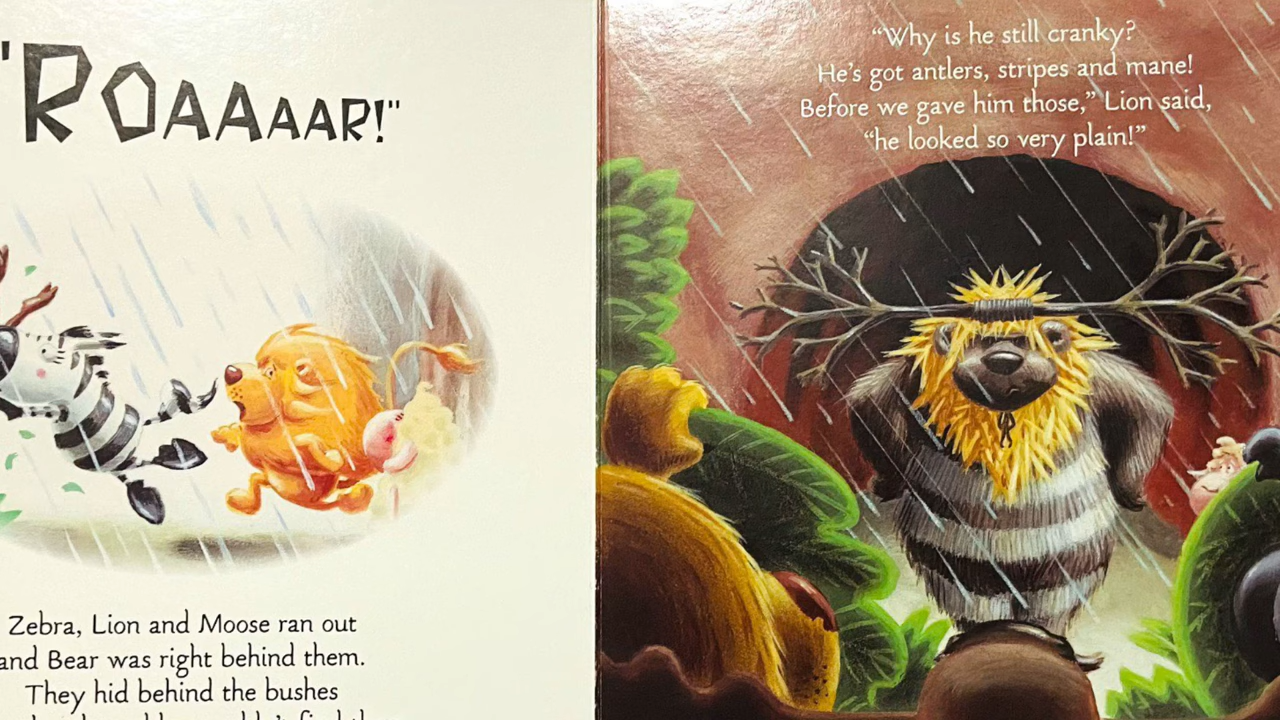 "ROAAAAAR!"
Zebra, Lion and Moose ran out
and Bear was right behind them.
They hid behind the bushes
“Why is he still cranky?
He’s got antlers, stripes and mane!
Before we gave him those,” Lion said,
“he looked so very plain!”